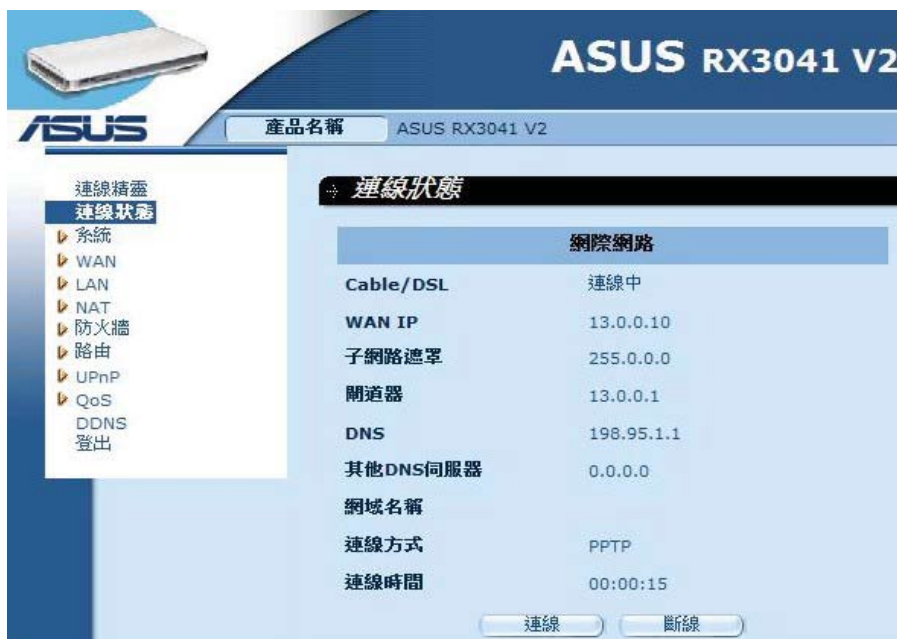 ASUS RX3041 V2
ASUS
產品名稱 ASUS RX3041 V2
連線精靈
連線狀態
系統
WAN
LAN
NAT
防火牆
路由
UPnP
QoS
DDNS
登出
連線狀態
網際網路
Cable/DSL 連線中
WAN IP 13.0.0.10
子網路遮罩 255.0.0.0
閘道器 13.0.0.1
DNS 198.95.1.1
其他DNS伺服器 0.0.0.0
網域名稱
連線方式 PPTP
連線時間 00:00:15
連線 斷線